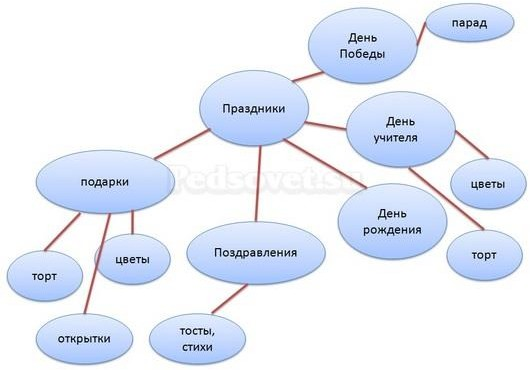 День
Победы
парад
Праздники
День
учителя
подарки
Pedsovet.su
цветы
День
рождения
Поздравления
торт
цветы
торт
открытки
тосты,
стихи